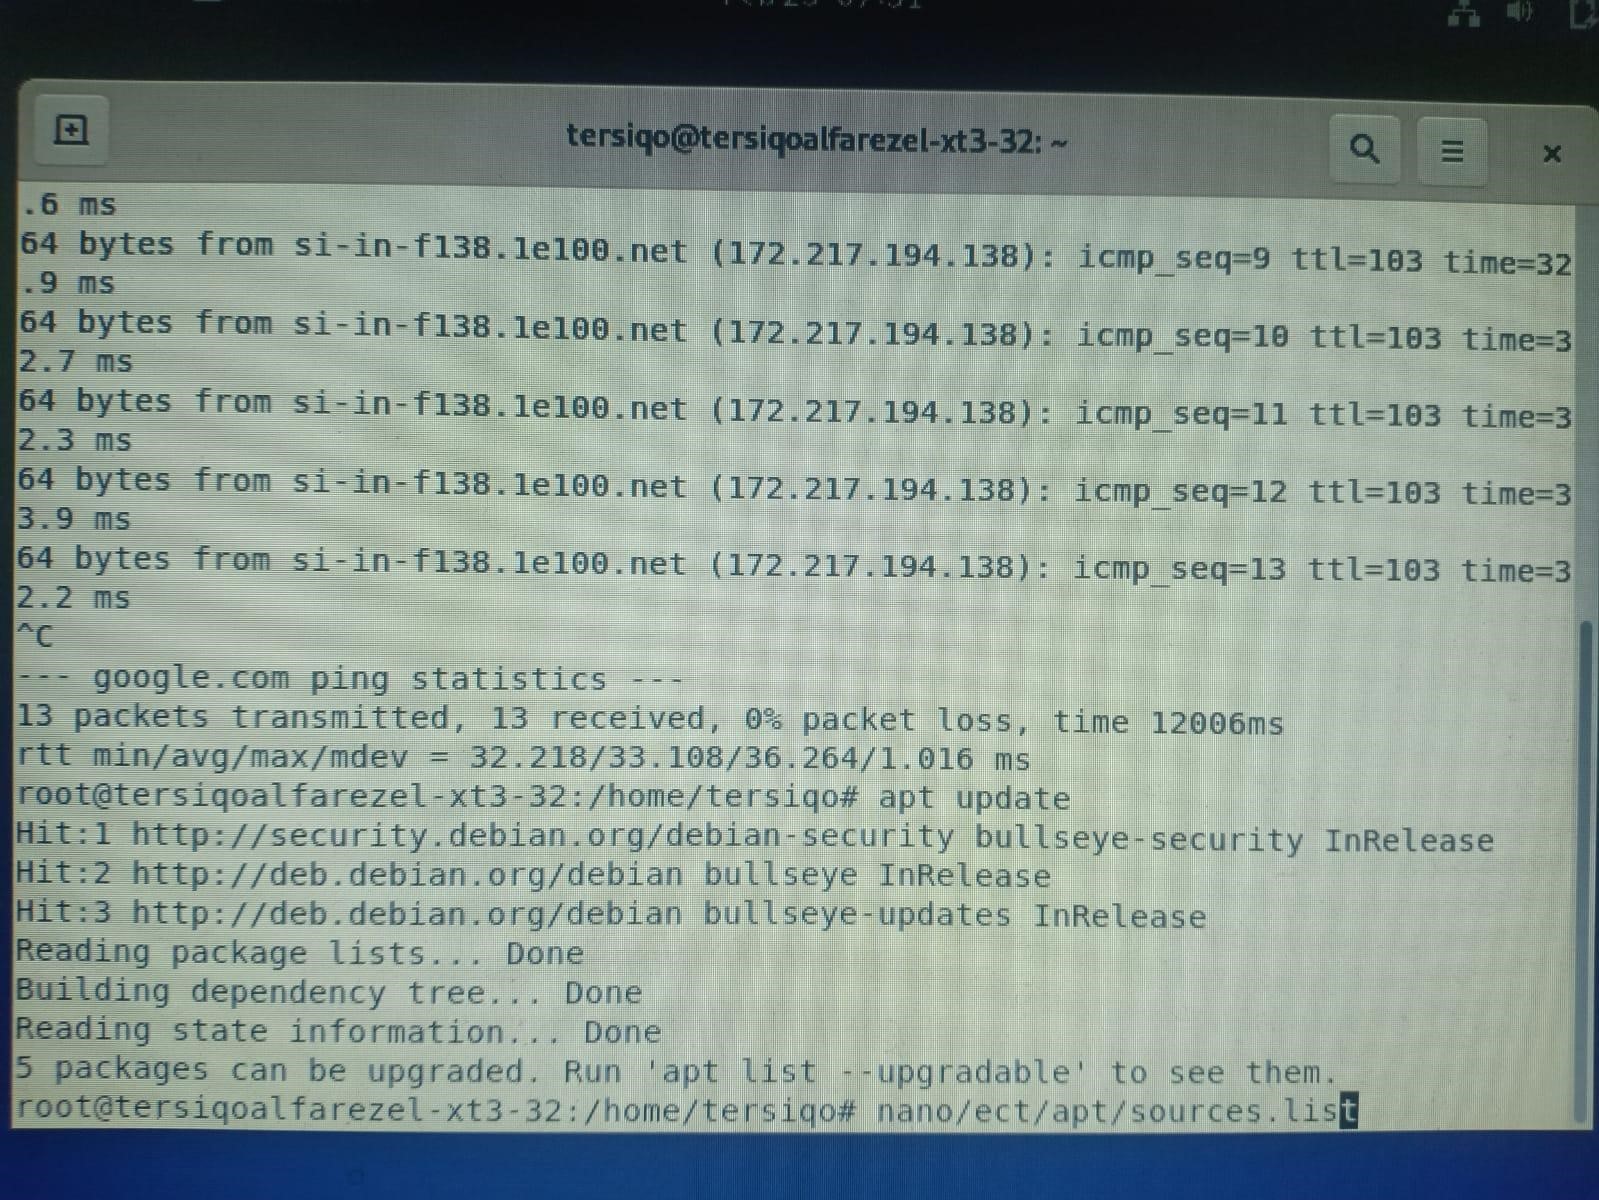 tersiqo@tersiqoalfarezel-xt3-32: ~
.6 ms
64 bytes from si-in-f138.1e100.net (172.217.194.138): icmp_seq=9 ttl=103 time=32
.9 ms
64 bytes from si-in-f138.1e100.net (172.217.194.138): icmp_seq=10 ttl=103 time=3
2.7 ms
64 bytes from si-in-f138.1e100.net (172.217.194.138): icmp_seq=11 ttl=103 time=3
2.3 ms
64 bytes from si-in-f138.1e100.net (172.217.194.138): icmp_seq=12 ttl=103 time=3
3.9 ms
64 bytes from si-in-f138.1e100.net (172.217.194.138): icmp_seq=13 ttl=103 time=3
2.2 ms
^C
--- google.com ping statistics ---
13 packets transmitted, 13 received, 0% packet loss, time 12006ms
rtt min/avg/max/mdev = 32.218/33.108/36.264/1.016 ms
root@tersiqoalfarezel-xt3-32:/home/tersiqo# apt update
Hit:1 http://security.debian.org/debian-security bullseye-security InRelease
Hit:2 http://deb.debian.org/debian bullseye InRelease
Hit:3 http://deb.debian.org/debian bullseye-updates InRelease
Reading package lists... Done
Building dependency tree... Done
Reading state information... Done
5 packages can be upgraded. Run 'apt list --upgradable' to see them.
root@tersiqoalfarezel-xt3-32:/home/tersiqo# nano/ect/apt/sources.list